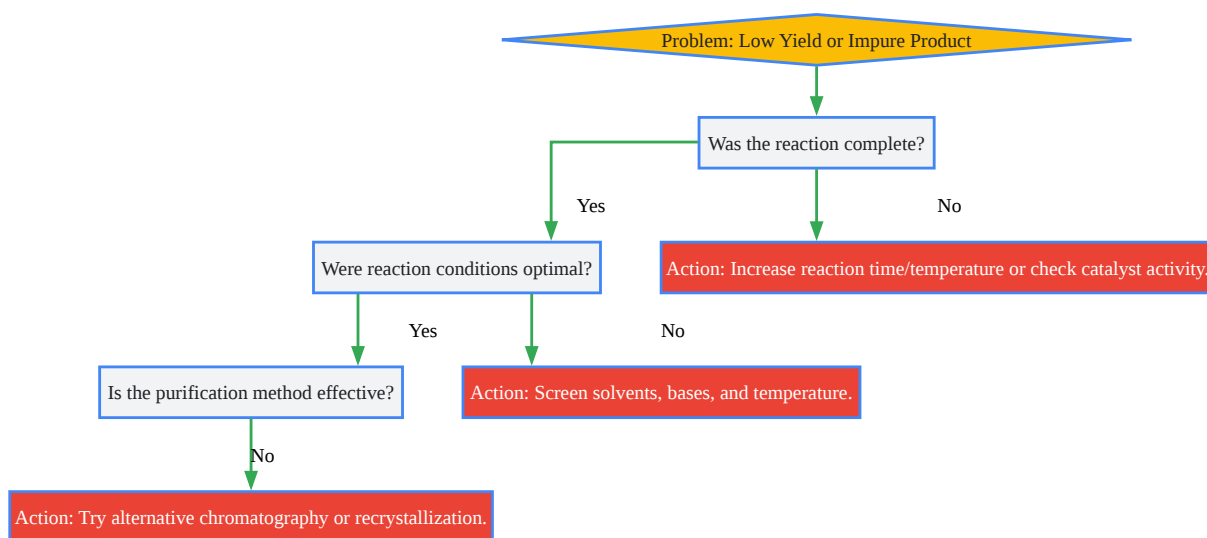 Problem: Low Yield or Impure Product
Was the reaction complete?
Yes
No
Were reaction conditions optimal?
Action: Increase reaction time/temperature or check catalyst activity.
Yes
No
Is the purification method effective?
Action: Screen solvents, bases, and temperature.
No
Action: Try alternative chromatography or recrystallization.